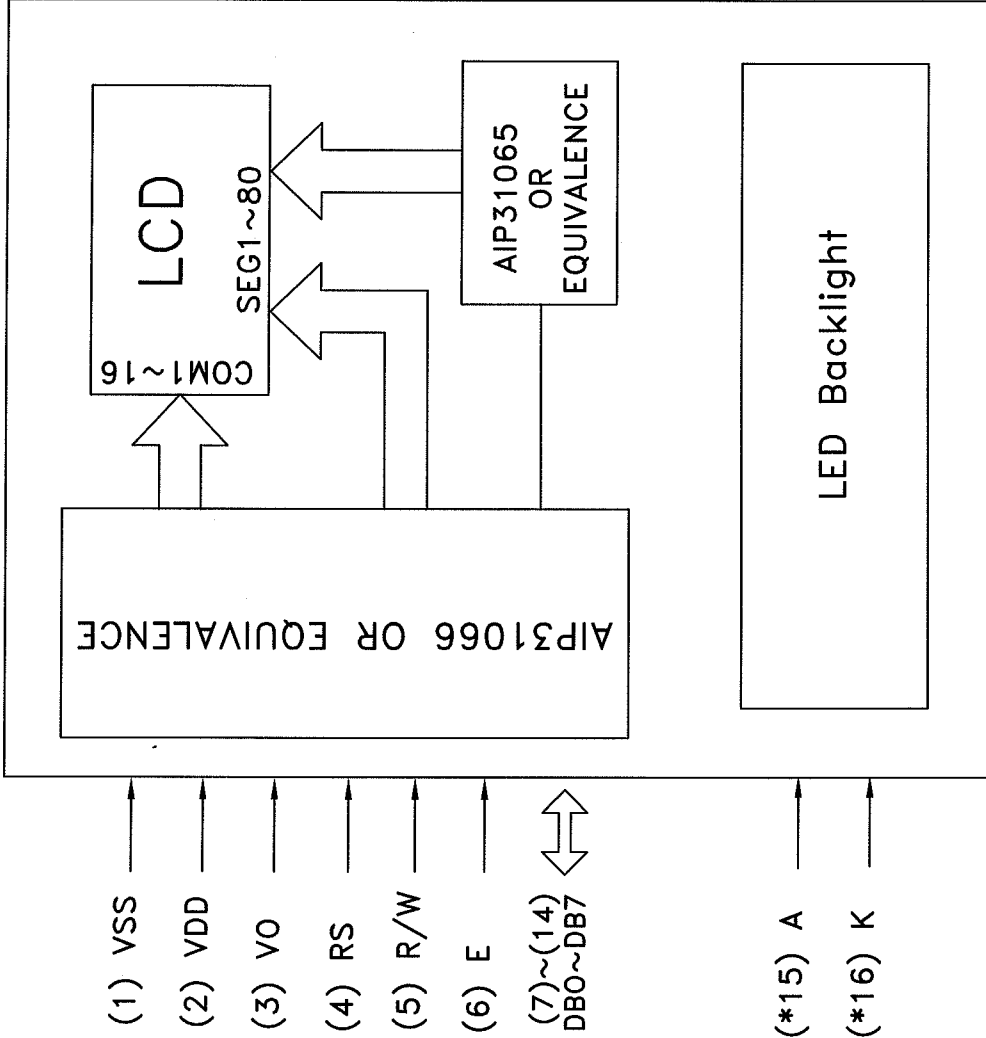 (1) VSS
(2) VDD
(3) VO
(4) RS
(5) R/W
(6) E
(7)~(14)
DB0~DB7
(*15) A
(*16) K
AIP31066 OR EQUIVALENCE
COM1~16
LCD
SEG1~80
AIP31065
OR
EQUIVALENCE
LED Backlight